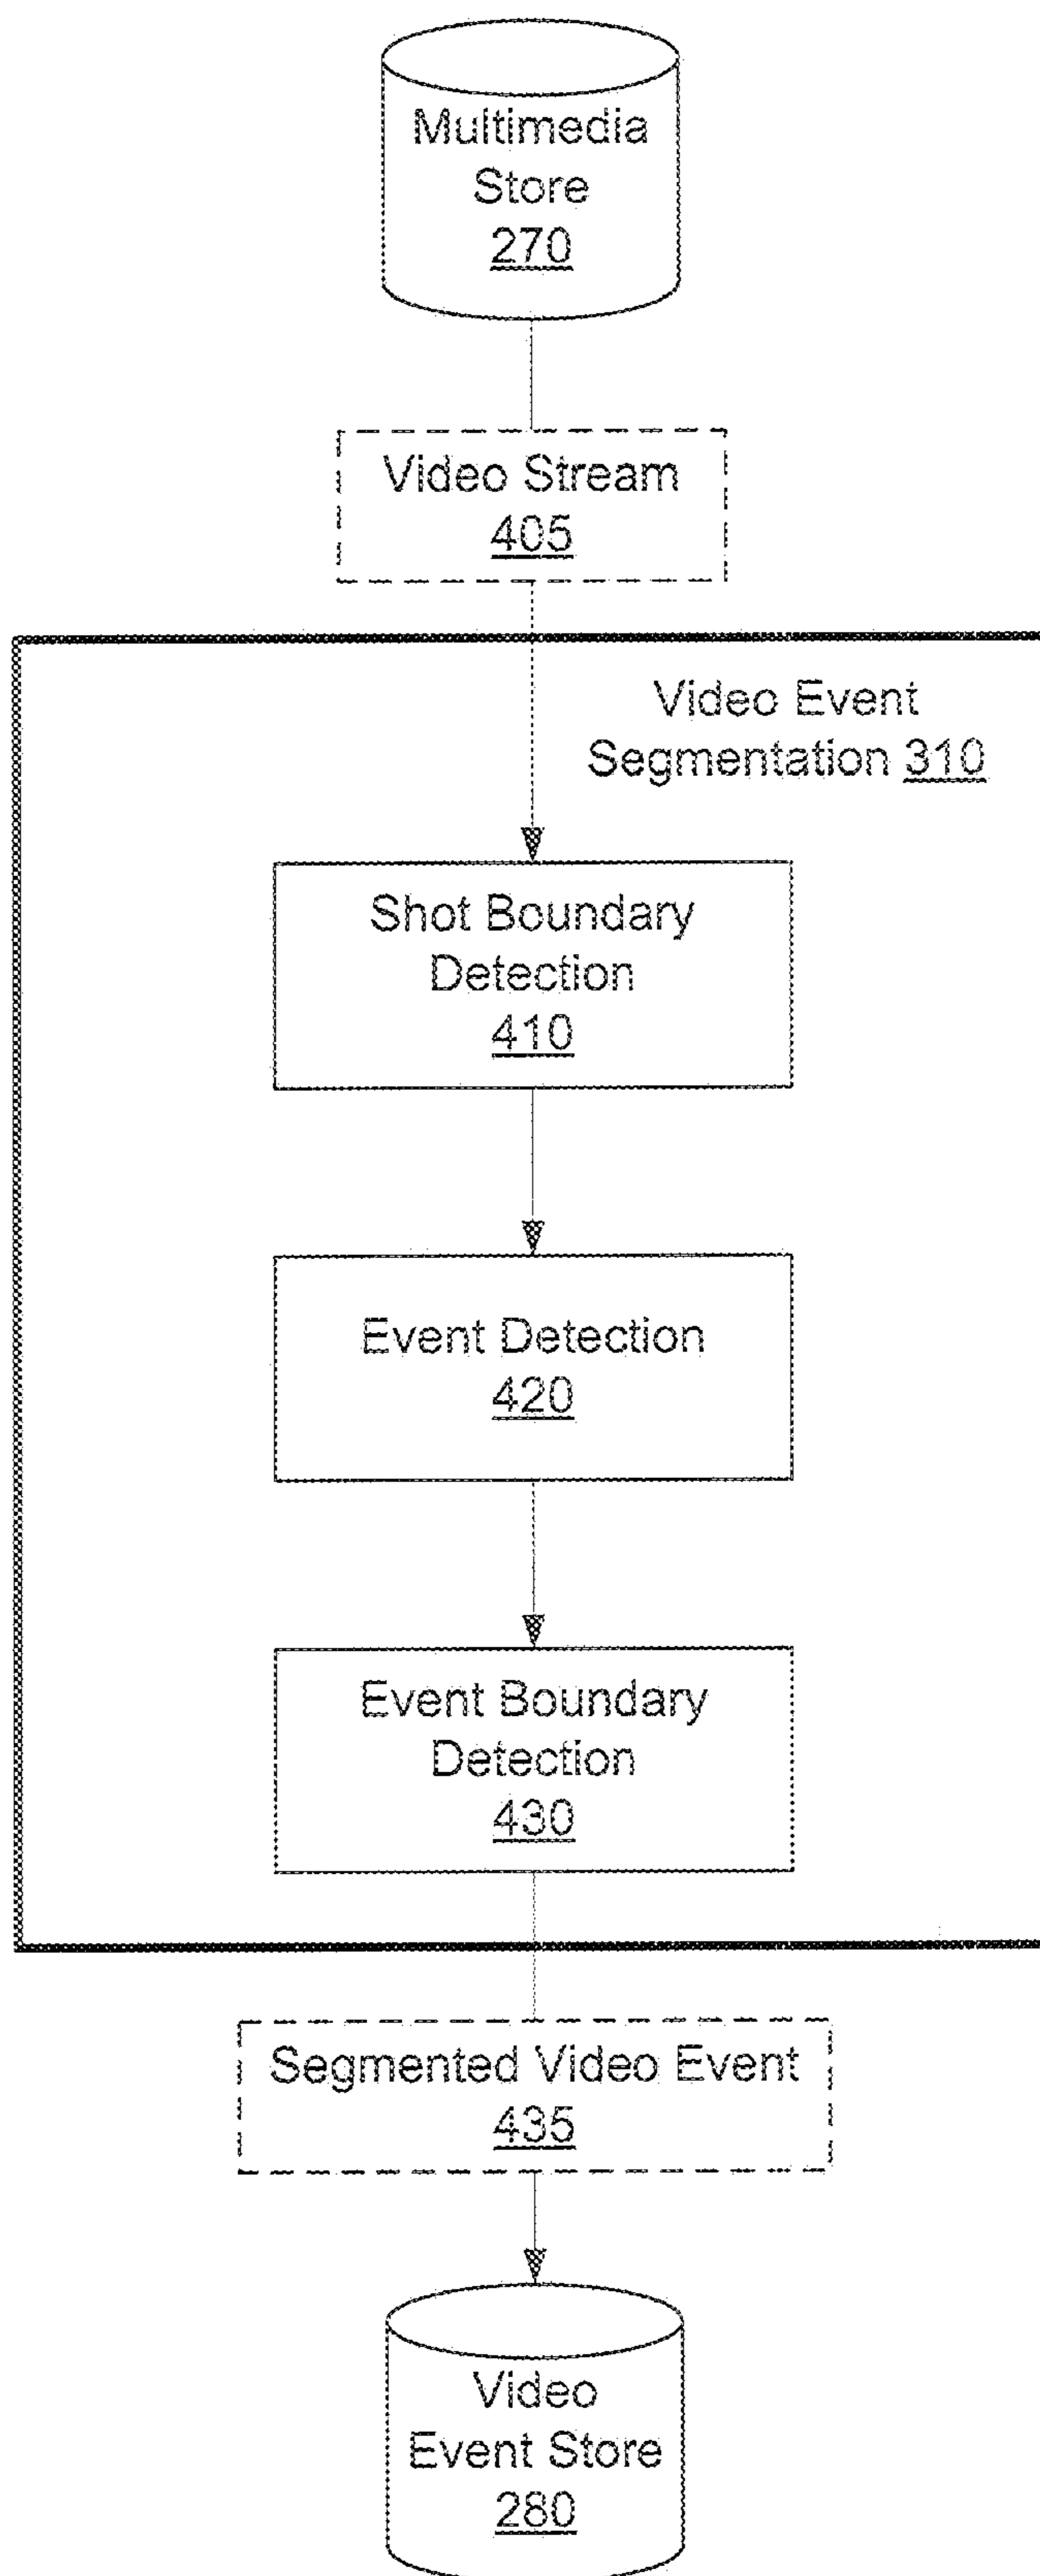 Multimedia
Store
270
Video Stream
405
Video Event
Segmentation 310
Shot Boundary
Detection
410
Event Detection
420
Event Boundary
Detection
430
Segmented Video Event
435
Video
Event Store
280